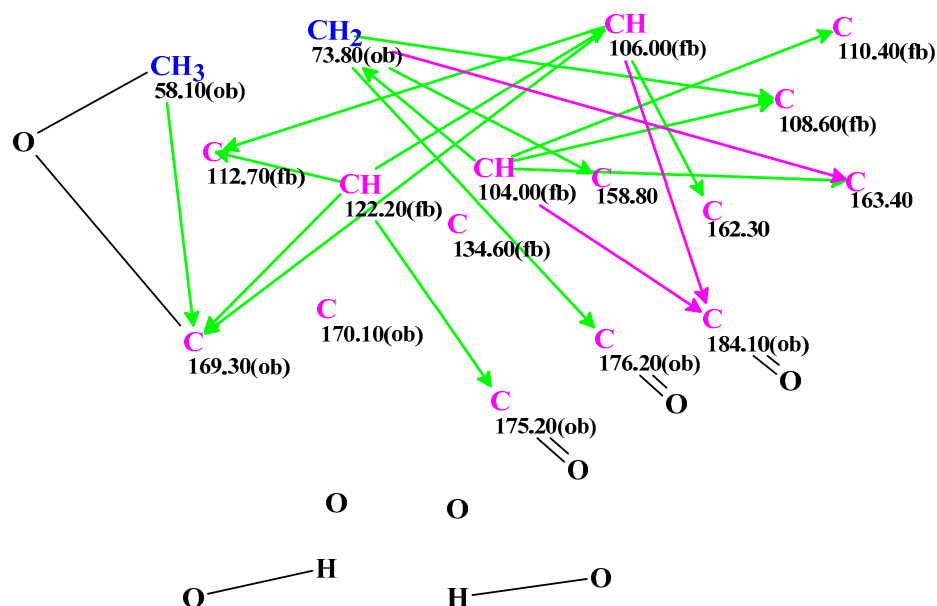 CH2
73.80(ob)
CH
106.00(fb)
C
110.40(fb)
CH3
58.10(ob)
C
108.60(fb)
O
C
112.70(fb)
CH
122.20(fb)
CH
104.00(fb)
C
158.80
C
163.40
C
134.60(fb)
C
162.30
C
170.10(ob)
C
169.30(ob)
C
176.20(ob)
C
184.10(ob)
O
O
C
175.20(ob)
O
O
O
H
O
H
O